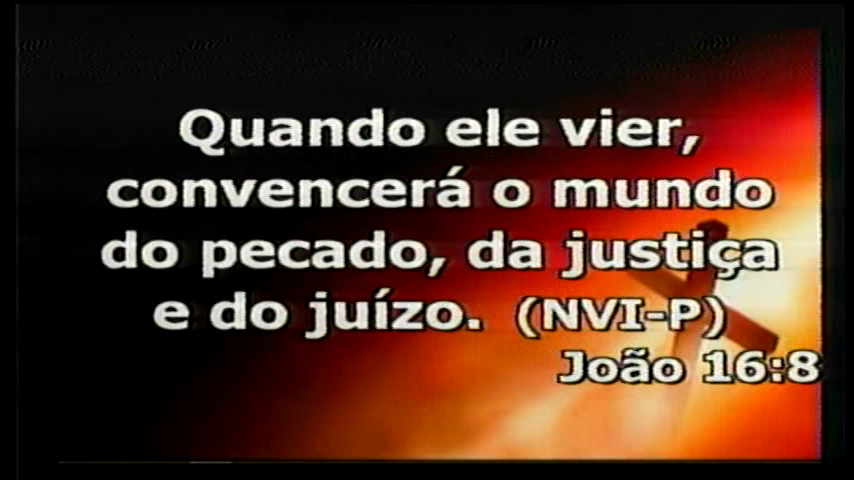 Quando ele vier,
convencerá o mundo
do pecado, da justiça
e do juízo. (NVI-P)
João 16:8